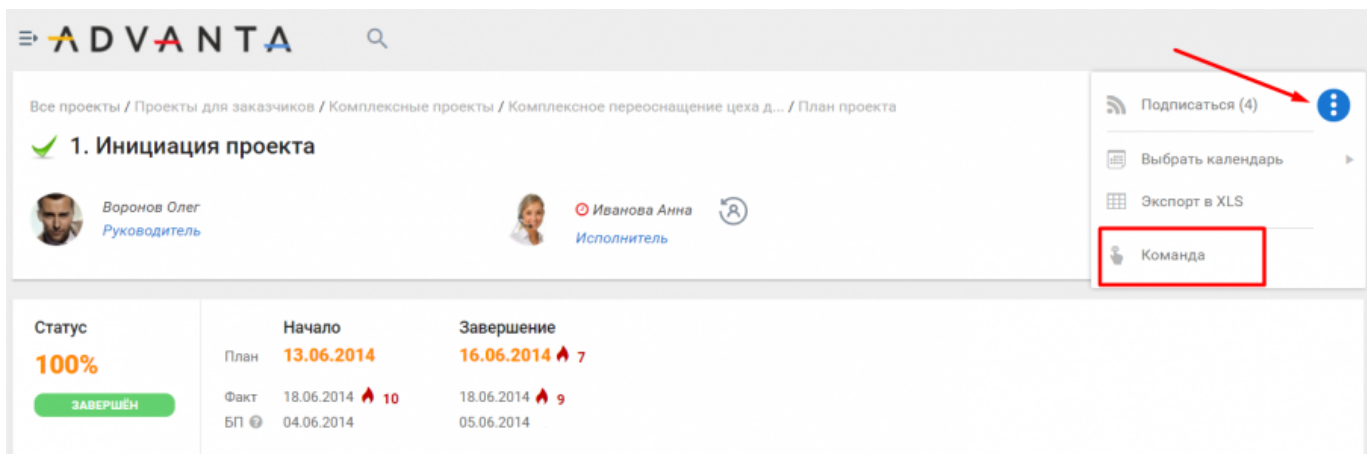 ADVANTA
Все проекты / Проекты для заказчиков / Комплексные проекты / Комплексное переоснащение цеха д... / План проекта
1. Инициация проекта
Воронов Олег
Руководитель
Иванова Анна
Исполнитель
Подписаться (4)
Выбрать календарь
Экспорт в XLS
Команда
Статус
100%
ЗАВЕРШЁН
Начало Завершение
План 13.06.2014 16.06.2014 7
Факт 18.06.2014 10 18.06.2014 9
БП ? 04.06.2014 05.06.2014